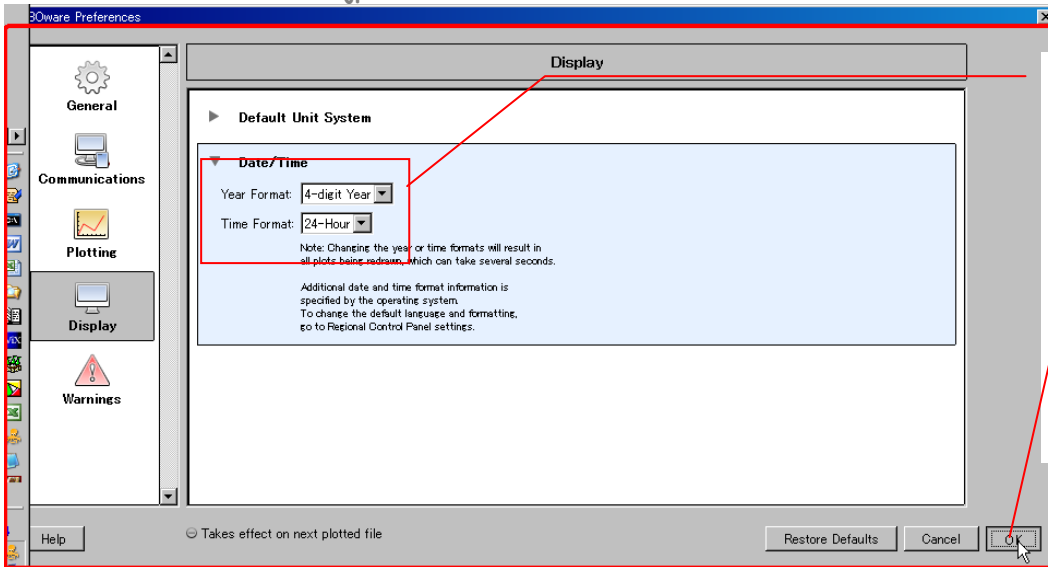 BOware Preferences
Display
General
Communications
Plotting
Display
Warnings
Default Unit System
Date/Time
Year Format: 4-digit Year
Time Format: 24-Hour
Note: Changing the year or time formats will result in
all plots being redrawn, which can take several seconds.
Additional date and time format information is
specified by the operating system.
To change the default language and formatting,
go to Regional Control Panel settings.
Help
Takes effect on next plotted file
Restore Defaults
Cancel
OK